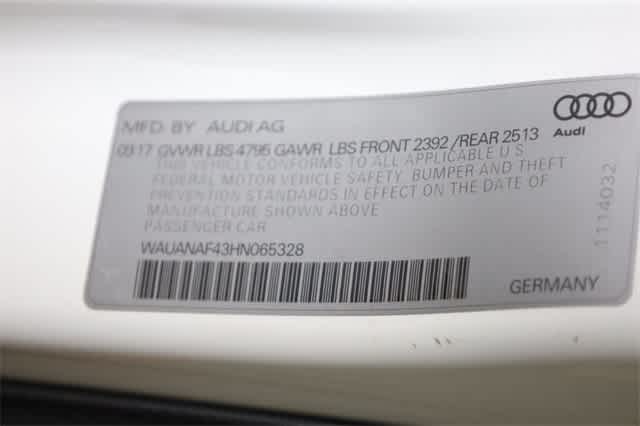 MFD. BY AUDI AG
03.17 GVWR LBS 4795 GAWR LBS FRONT 2392 /REAR 2513
THIS VEHICLE CONFORMS TO ALL APPLICABLE U S
FEDERAL MOTOR VEHICLE SAFETY, BUMPER AND THEFT
PREVENTION STANDARDS IN EFFECT ON THE DATE OF
MANUFACTURE SHOWN ABOVE
PASSENGER CAR
WAUANAF43HN065328
Audi
1114032
GERMANY